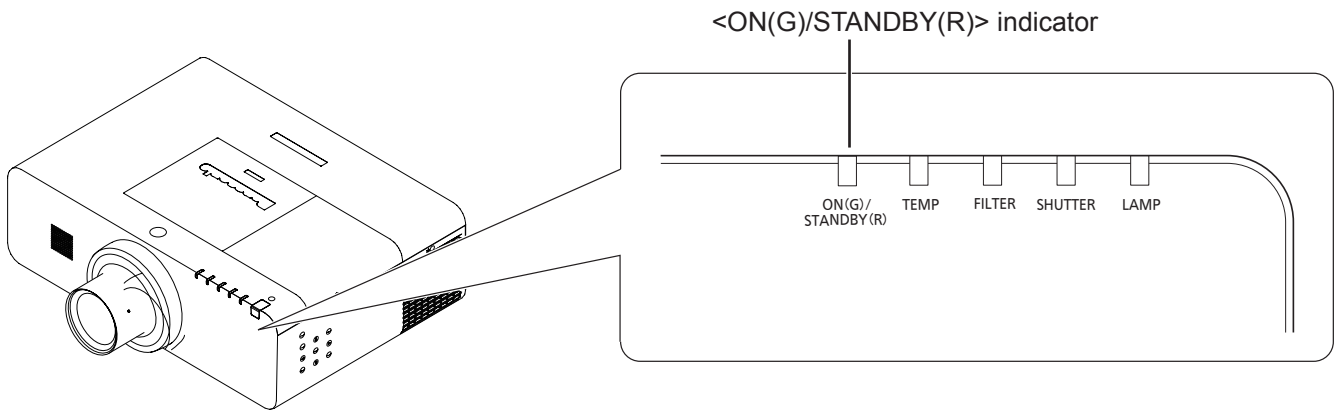 <ON(G)/STANDBY(R)> indicator
ON(G)/
STANDBY(R)
TEMP
FILTER
SHUTTER
LAMP